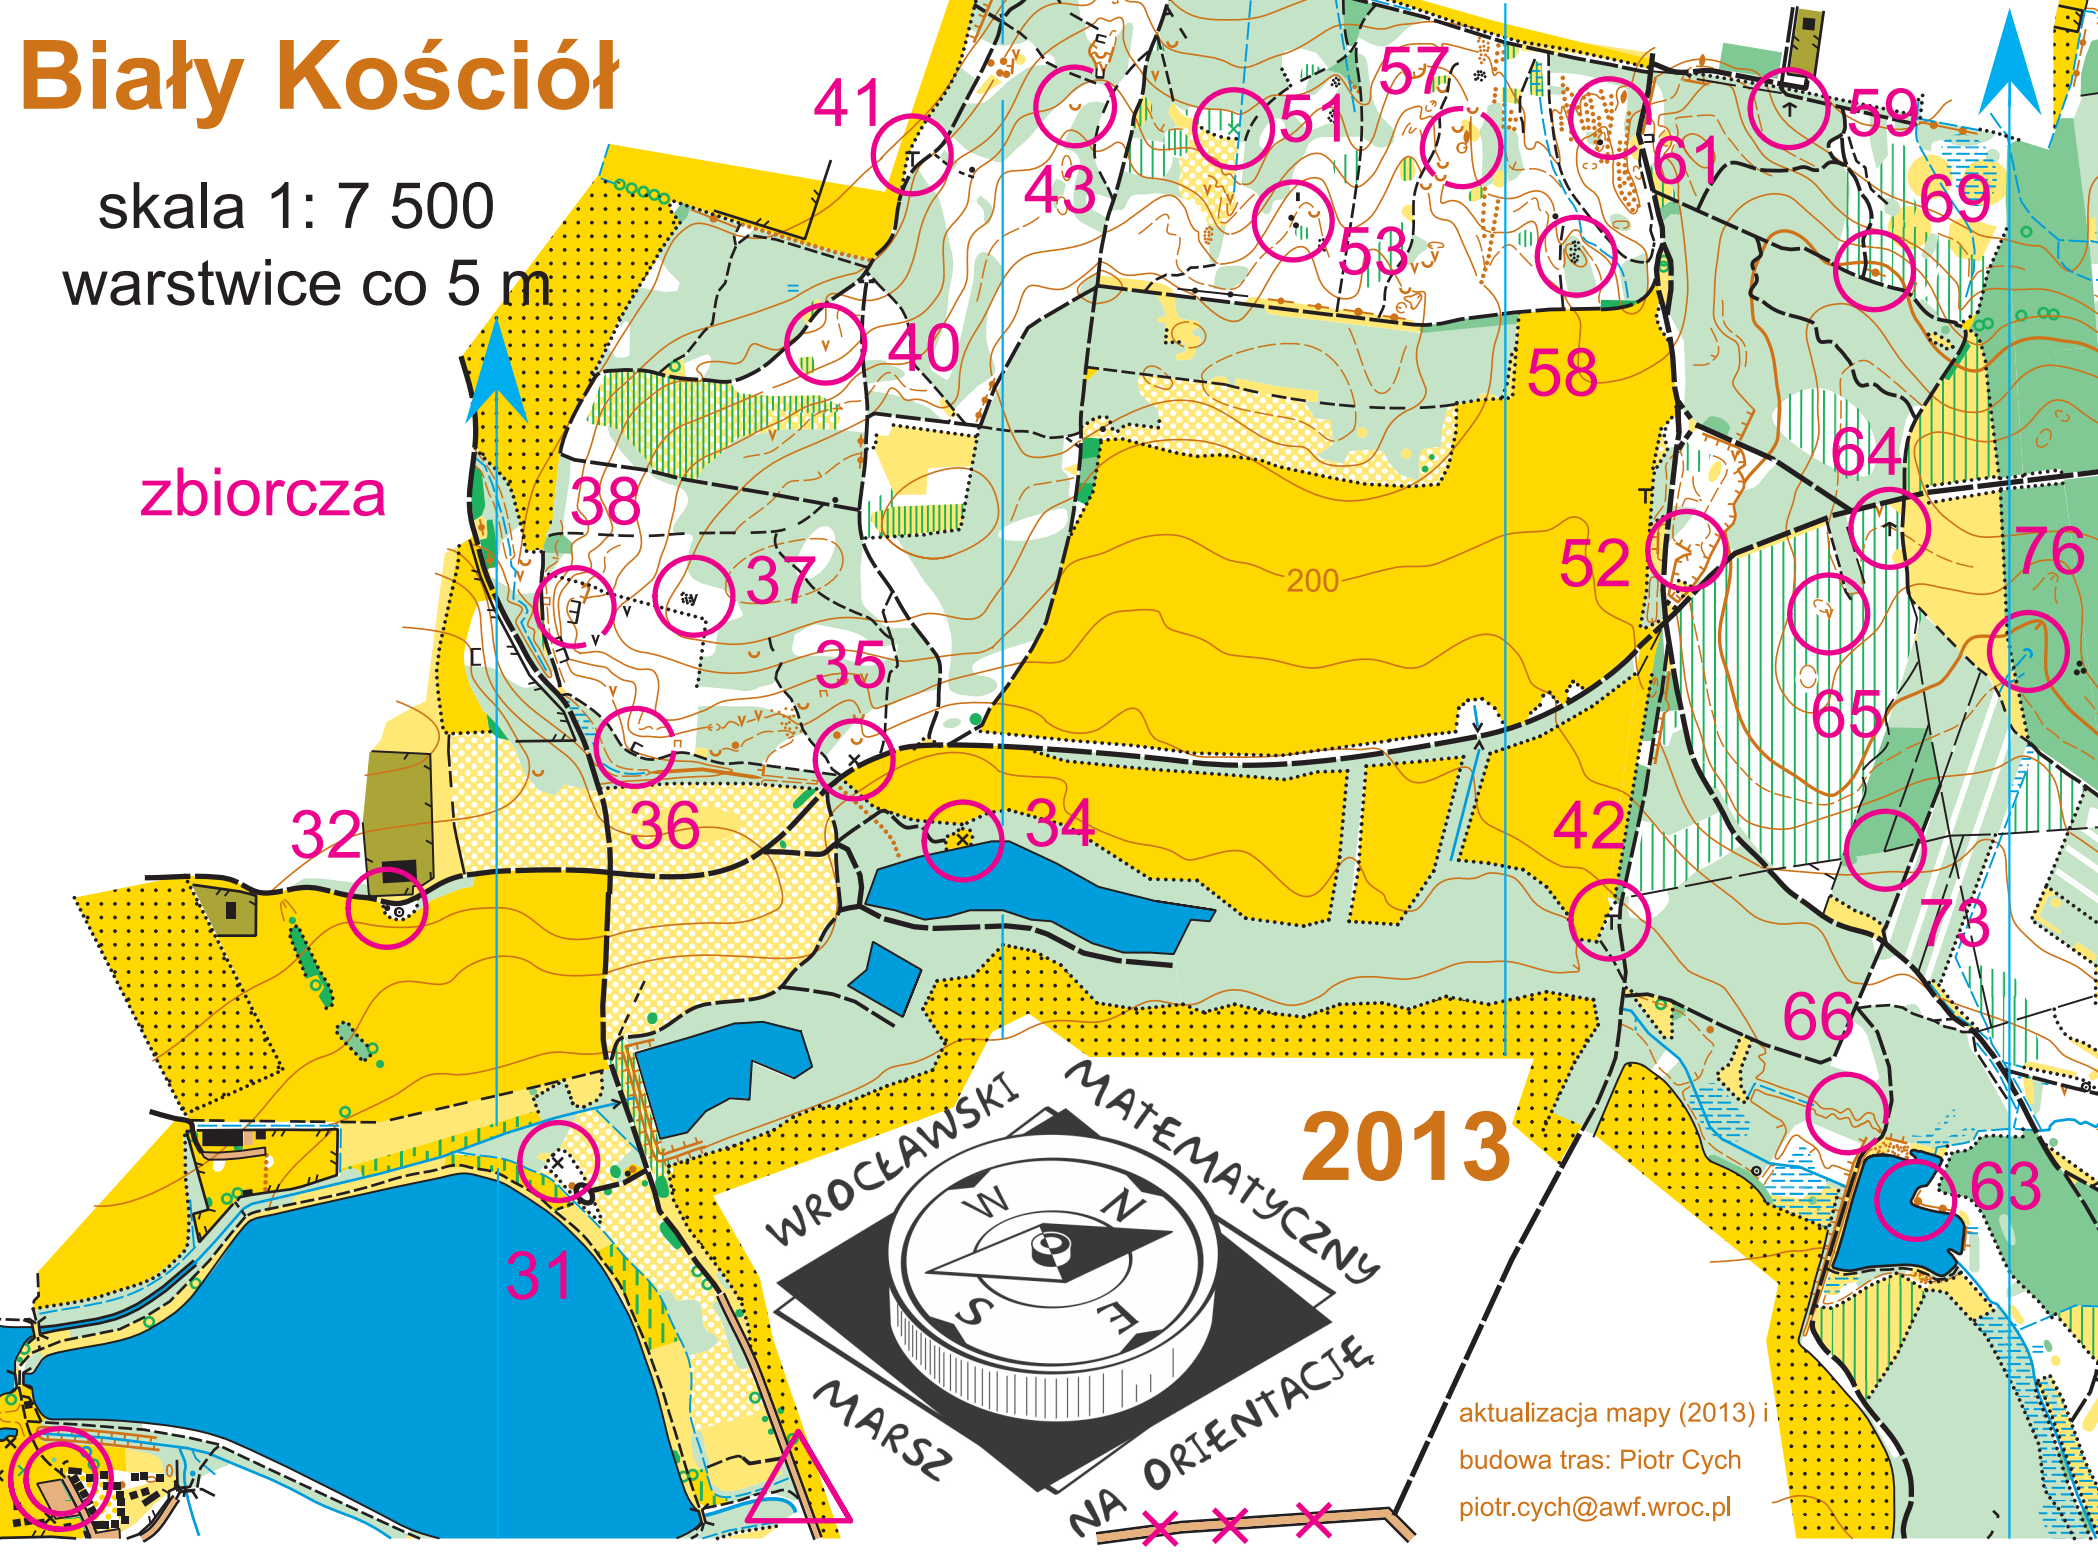 Biały Kościół
skala 1: 7 500
warstwice co 5 m
zbiorcza
41
43
51
57
53
61
59
69
40
58
38
37
35
64
52
76
65
200
32
36
34
42
73
66
63
31
WROCŁAWSKI
MATEMATYCZNY
MARSZ
NA ORIENTACJĘ
N
E
S
W
2013
aktualizacja mapy (2013) i
budowa tras: Piotr Cych
piotr.cych@awf.wroc.pl